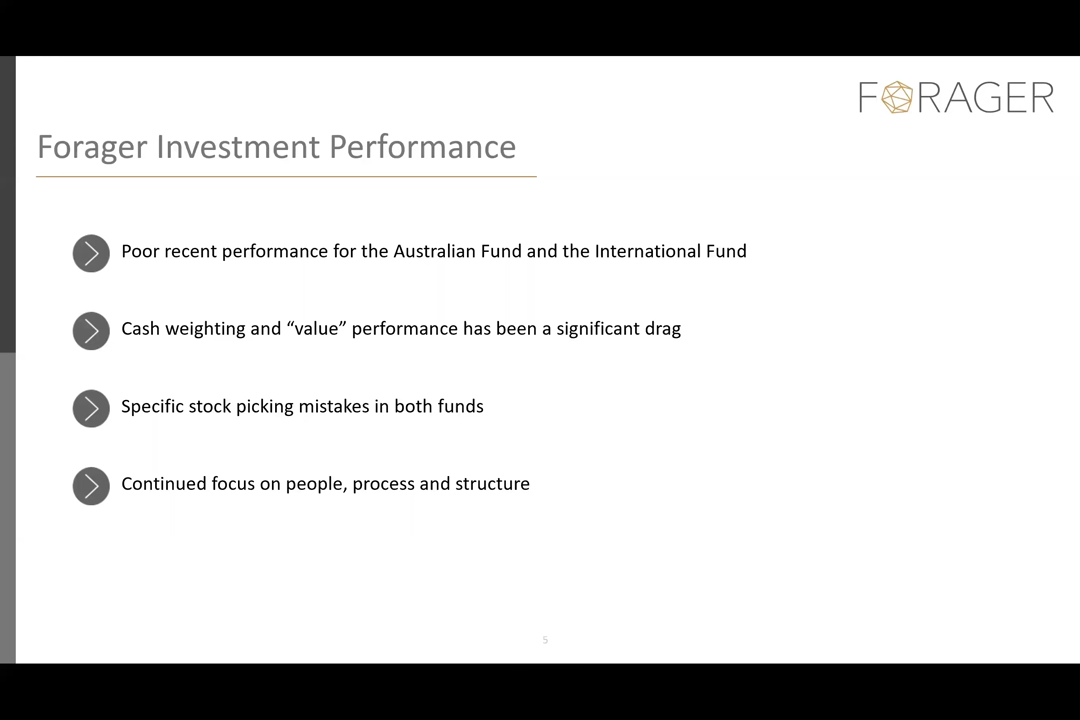 FORAGER
Forager Investment Performance
Poor recent performance for the Australian Fund and the International Fund
Cash weighting and “value” performance has been a significant drag
Specific stock picking mistakes in both funds
Continued focus on people, process and structure
5